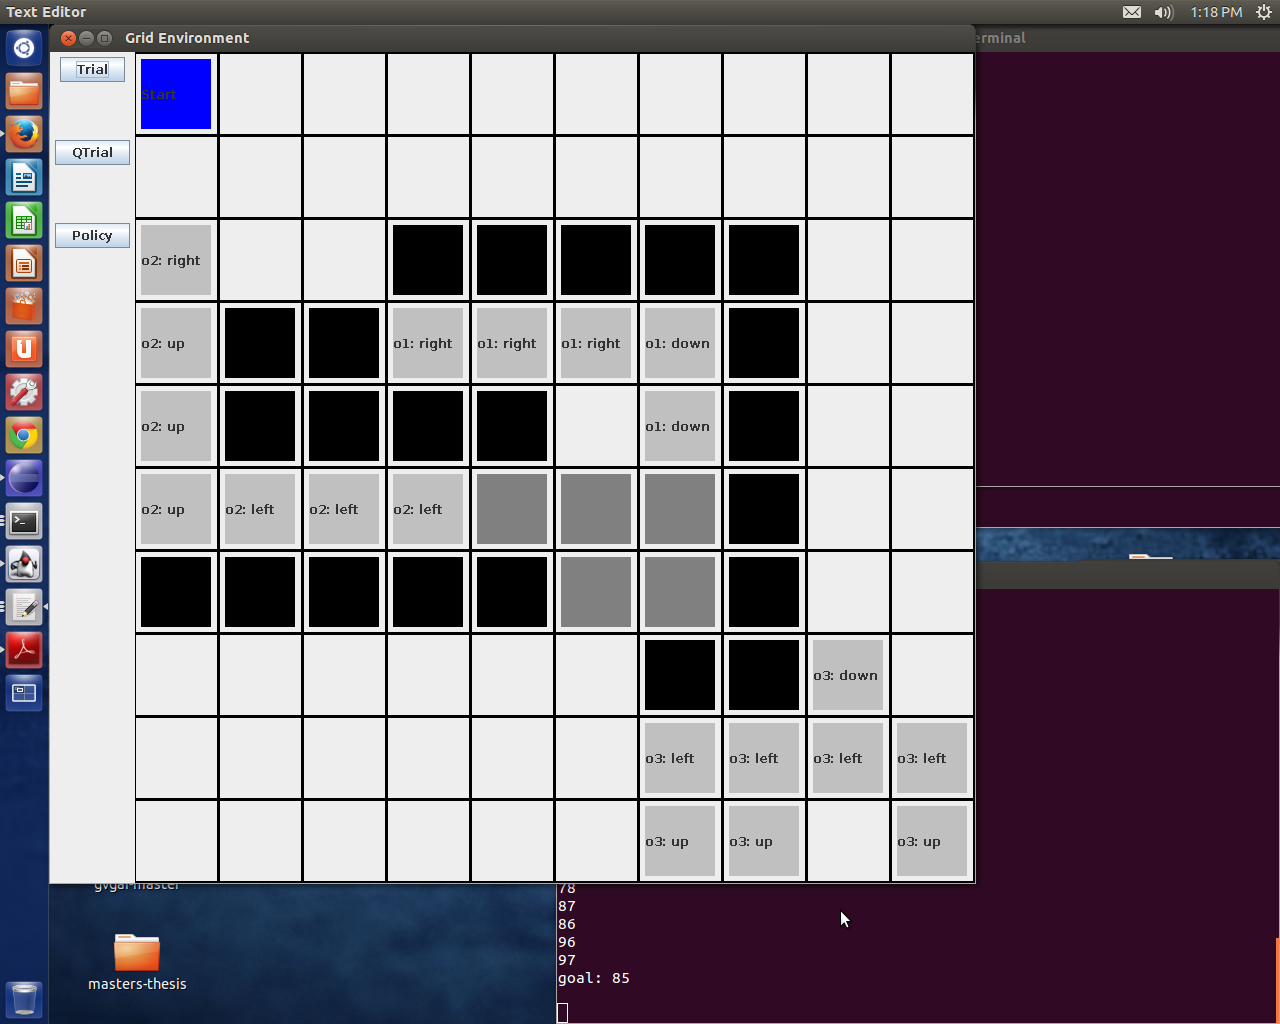 Text Editor
1:18 PM
Grid Environment
erminal
Trial
Start
QTrial
Policy
o2: right
o2: up
o1: right
o1: right
o1: right
o1: down
o2: up
o1: down
o2: up
o2: left
o2: left
o2: left
o3: down
o3: left
o3: left
o3: left
o3: left
o3: up
o3: up
o3: up
gvgai-master
78
87
86
96
97
goal: 85
masters-thesis